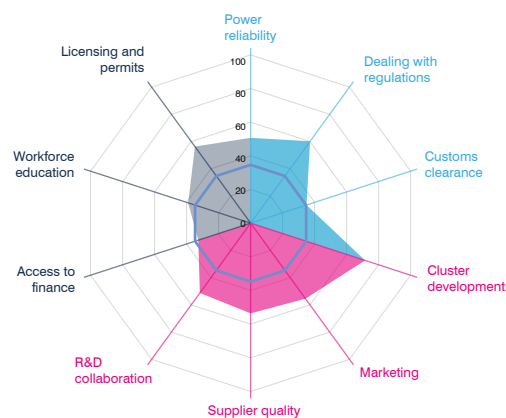 Power
reliability
Licensing and
permits
Dealing with
regulations
100
80
60
40
20
0
Workforce
education
Customs
clearance
Access to
finance
Cluster
development
R&D
collaboration
Marketing
Supplier quality